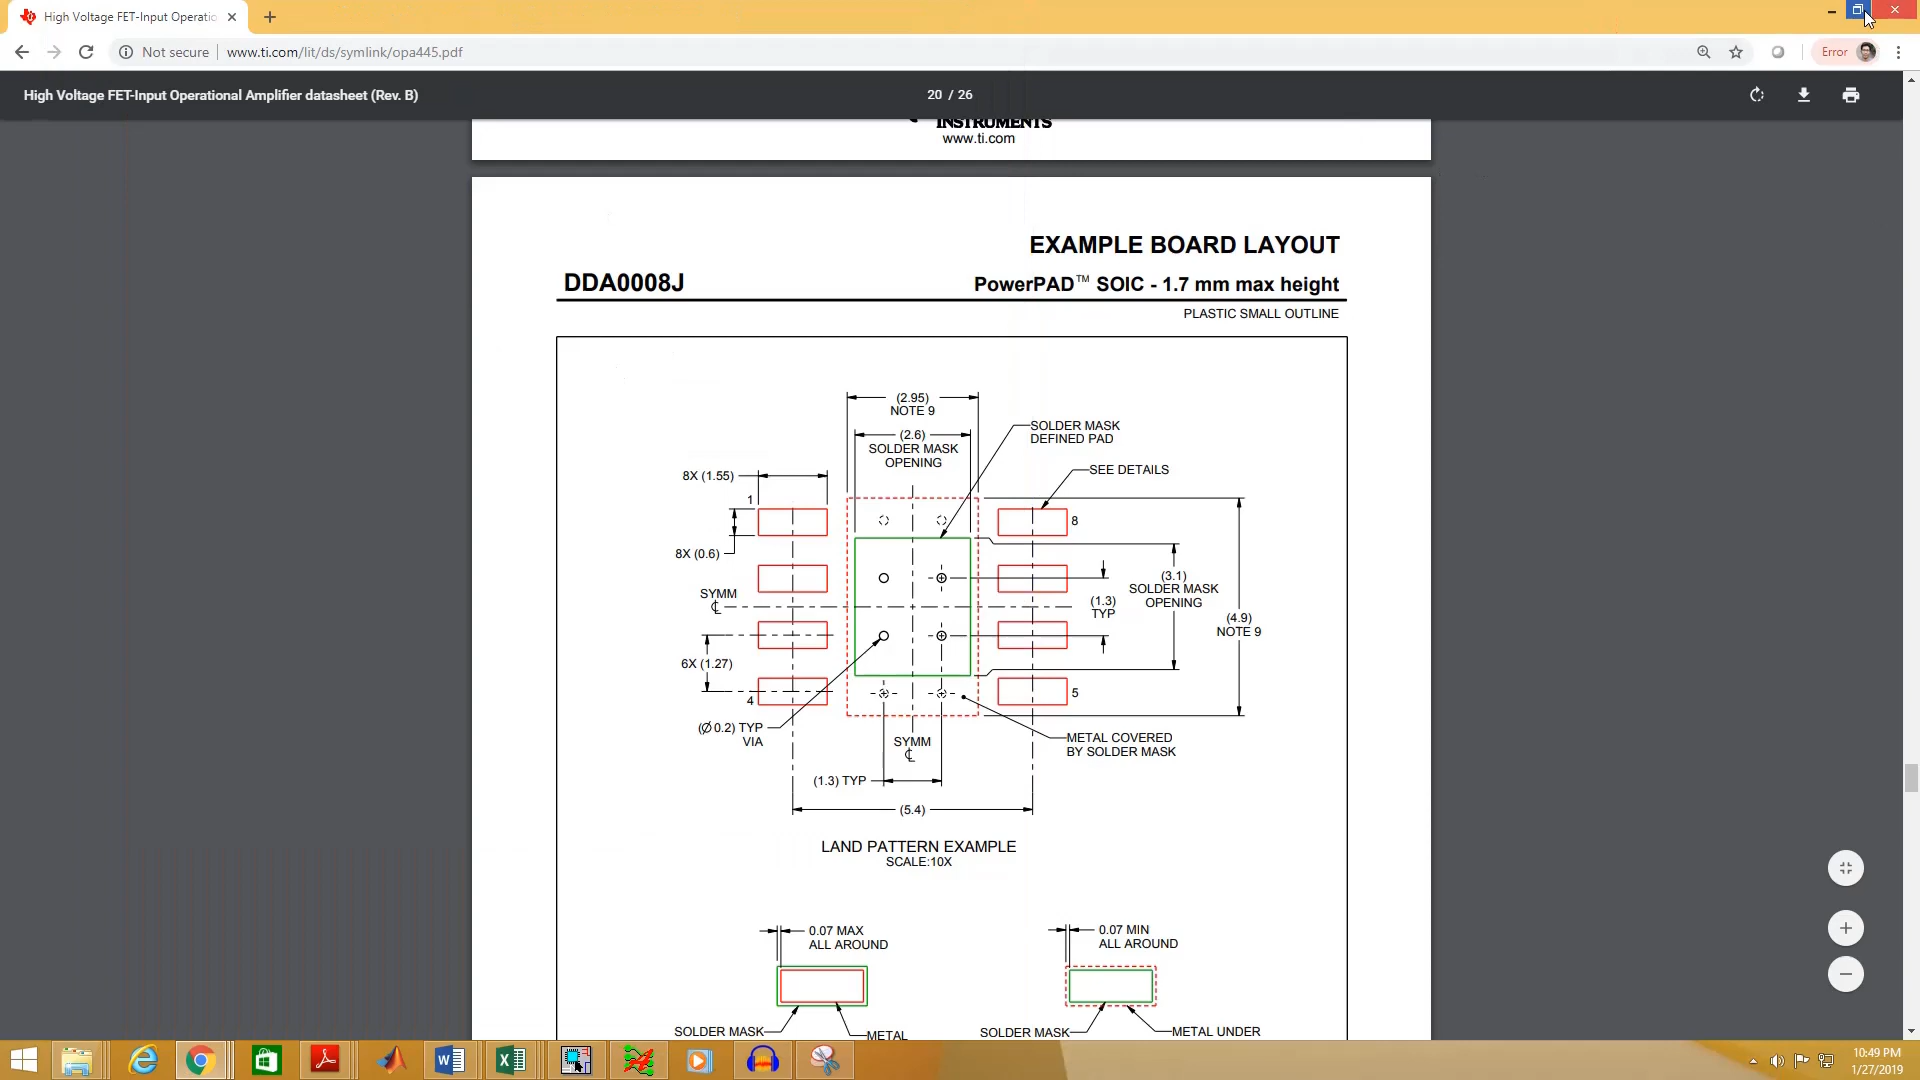 High Voltage FET-Input Operatio
Not secure
www.ti.com/lit/ds/symlink/opa445.pdf
Error
High Voltage FET-Input Operational Amplifier datasheet (Rev. B)
20 / 26
INSTRUMENTS
www.ti.com
EXAMPLE BOARD LAYOUT
DDA0008J
PowerPAD™ SOIC - 1.7 mm max height
PLASTIC SMALL OUTLINE
(2.95)
NOTE 9
(2.6)
SOLDER MASK
OPENING
SOLDER MASK
DEFINED PAD
SEE DETAILS
8X (1.55)
1
8
8X (0.6)
SYMM
℄
(3.1)
SOLDER MASK
OPENING
(1.3)
TYP
(4.9)
NOTE 9
6X (1.27)
4
5
(Ø 0.2) TYP
VIA
SYMM
℄
METAL COVERED
BY SOLDER MASK
(1.3) TYP
(5.4)
LAND PATTERN EXAMPLE
SCALE:10X
0.07 MAX
ALL AROUND
0.07 MIN
ALL AROUND
SOLDER MASK
METAL
SOLDER MASK
METAL UNDER
10:49 PM
1/27/2019